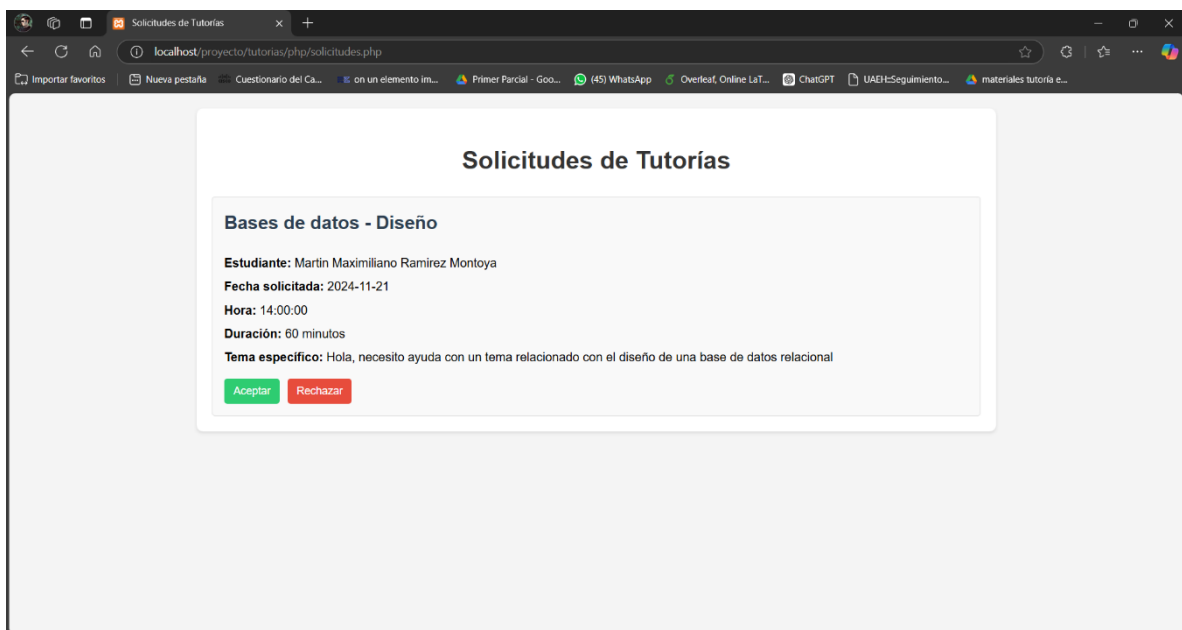 Solicitudes de Tutorías
localhost/proyecto/tutorias/php/solicitudes.php
Importar favoritos
Nueva pestaña
Cuestionario del Ca...
on un elemento im...
Primer Parcial - Goo...
(45) WhatsApp
Overleaf, Online LaT...
ChatGPT
UAEH:Seguimiento...
materiales tutoría e...
Solicitudes de Tutorías
Bases de datos - Diseño
Estudiante: Martin Maximiliano Ramirez Montoya
Fecha solicitada: 2024-11-21
Hora: 14:00:00
Duración: 60 minutos
Tema específico: Hola, necesito ayuda con un tema relacionado con el diseño de una base de datos relacional
Aceptar
Rechazar